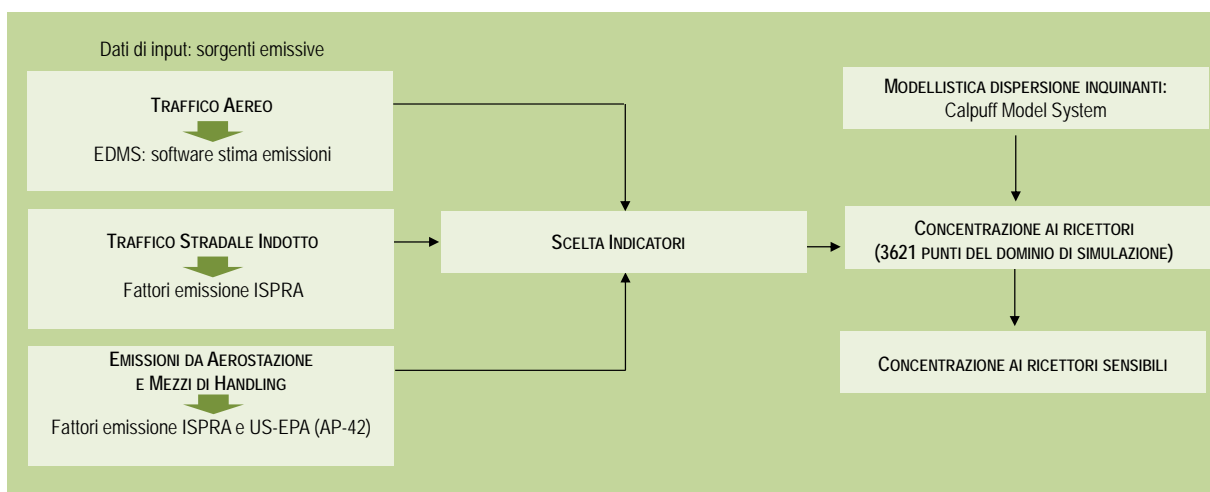 Dati di input: sorgenti emissive
TRAFFICO AEREO
EDMS: software stima emissioni
TRAFFICO STRADALE INDOTTO
Fattori emissione ISPRA
EMISSIONI DA AEROSTAZIONE
E MEZZI DI HANDLING
Fattori emissione ISPRA e US-EPA (AP-42)
SCELTA INDICATORI
MODELLISTICA DISPERSIONE INQUINANTI:
Calpuff Model System
CONCENTRAZIONE AI RICETTORI
(3621 PUNTI DEL DOMINIO DI SIMULAZIONE)
CONCENTRAZIONE AI RICETTORI SENSIBILI